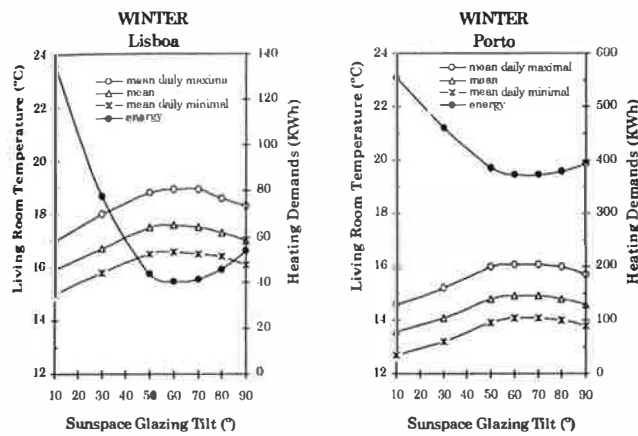 WINTER
Lisboa
Living Room Temperature (°C)
24
22
20
18
16
14
12
mean daily maxima
mean
mean daily minimal
energy
140
120
100
80
60
40
20
0
Heating Demands (KWh)
10 20 30 40 50 60 70 80 90
Sunspace Glazing Tilt (°)
WINTER
Porto
Living Room Temperature (°C)
24
22
20
18
16
14
12
mean daily maximal
mean
mean daily minimal
energy
600
500
400
300
200
100
0
Heating Demands (KWh)
10 20 30 40 50 60 70 80 90
Sunspace Glazing Tilt (°)